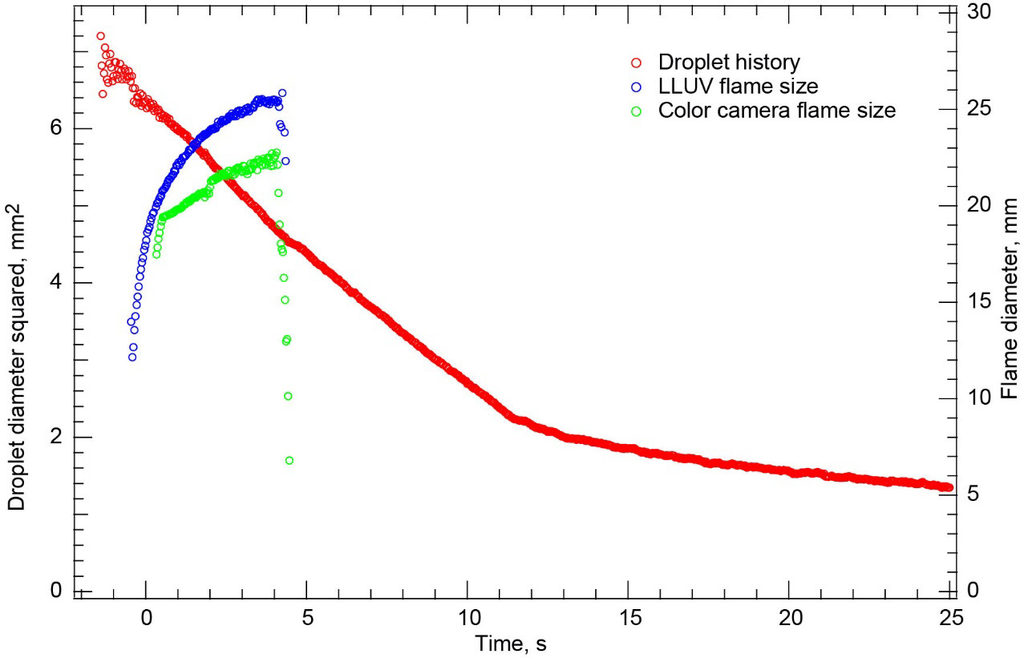 30
Droplet history
LLUV flame size
Color camera flame size
25
6
20
4
15
10
2
5
0
0
0
5
10
15
20
25
Time, s
Droplet diameter squared, mm2
Flame diameter, mm